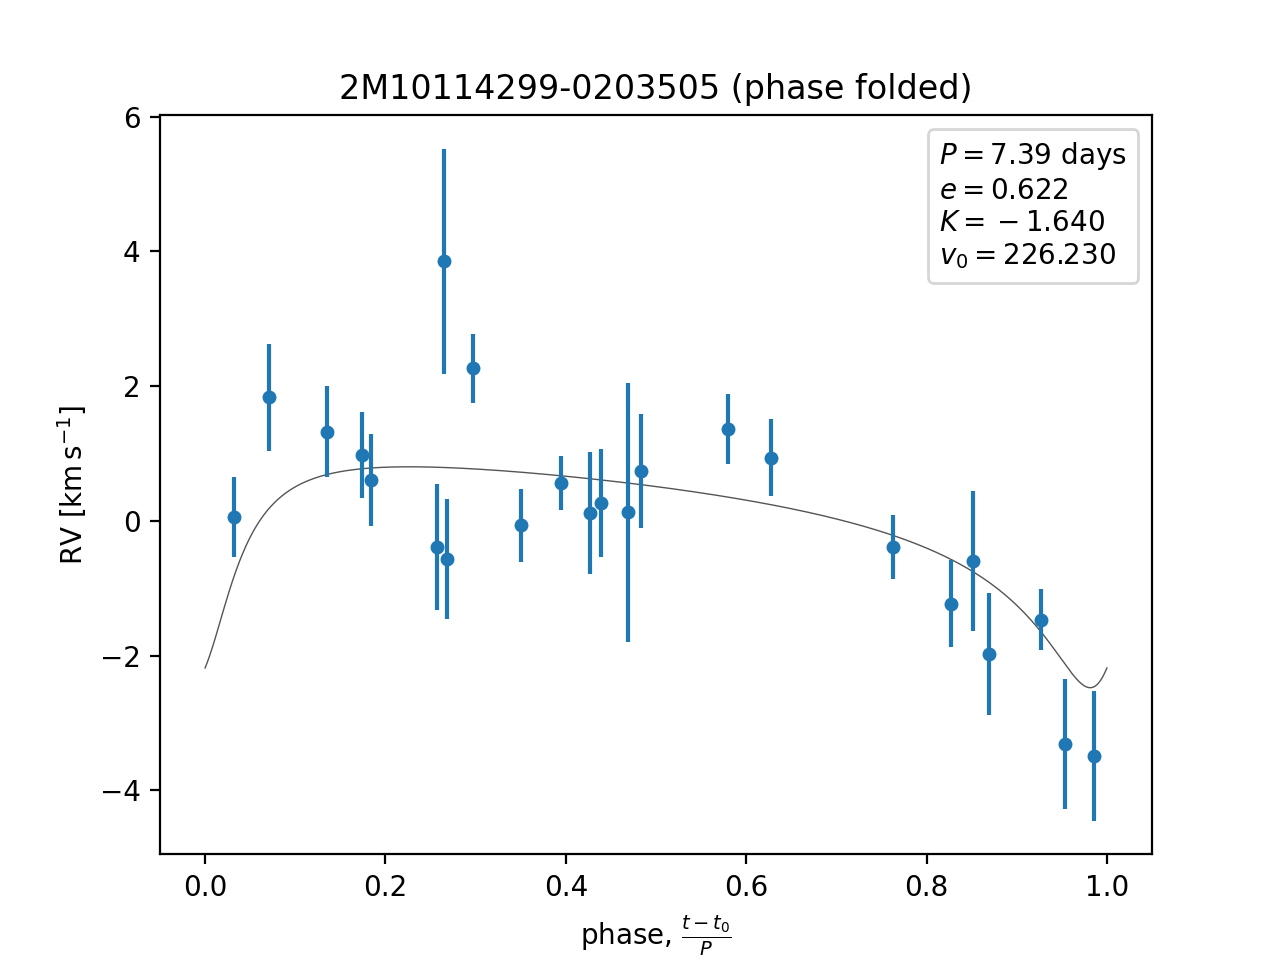 2M10114299-0203505 (phase folded)
P = 7.39 days
e = 0.622
K = −1.640
v₀ = 226.230
RV [km s⁻¹]
6
4
2
0
−2
−4
0.0 0.2 0.4 0.6 0.8 1.0
phase, (t − t₀)/P